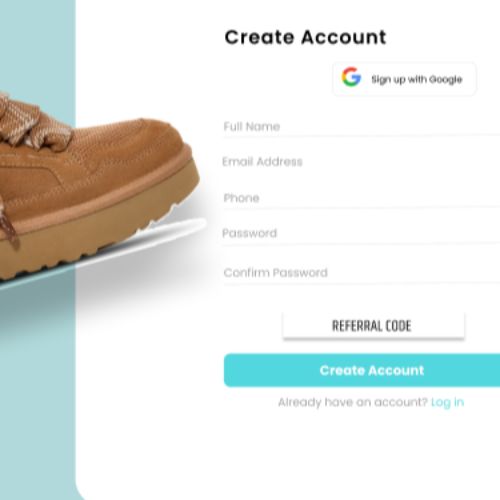 Create Account
Sign up with Google
Full Name
Email Address
Phone
Password
Confirm Password
REFERRAL CODE
Create Account
Already have an account? Log in